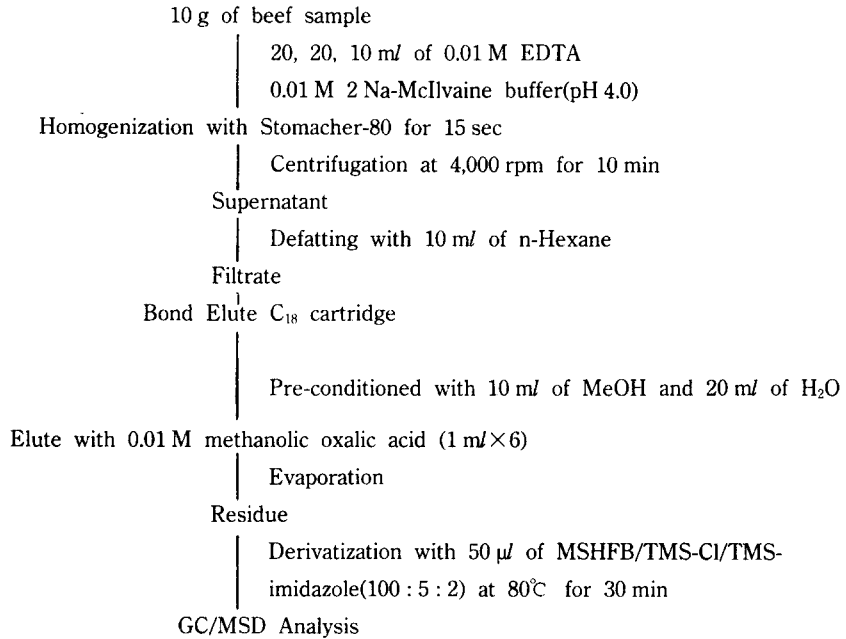 10 g of beef sample
20, 20, 10 ml of 0.01 M EDTA
0.01 M 2 Na-McIlvaine buffer(pH 4.0)
Homogenization with Stomacher-80 for 15 sec
Centrifugation at 4,000 rpm for 10 min
Supernatant
Defatting with 10 ml of n-Hexane
Filtrate
Bond Elute C₁₈ cartridge
Pre-conditioned with 10 ml of MeOH and 20 ml of H₂O
Elute with 0.01 M methanolic oxalic acid (1 ml×6)
Evaporation
Residue
Derivatization with 50 μl of MSHFB/TMS-Cl/TMS-
imidazole(100 : 5 : 2) at 80℃ for 30 min
GC/MSD Analysis